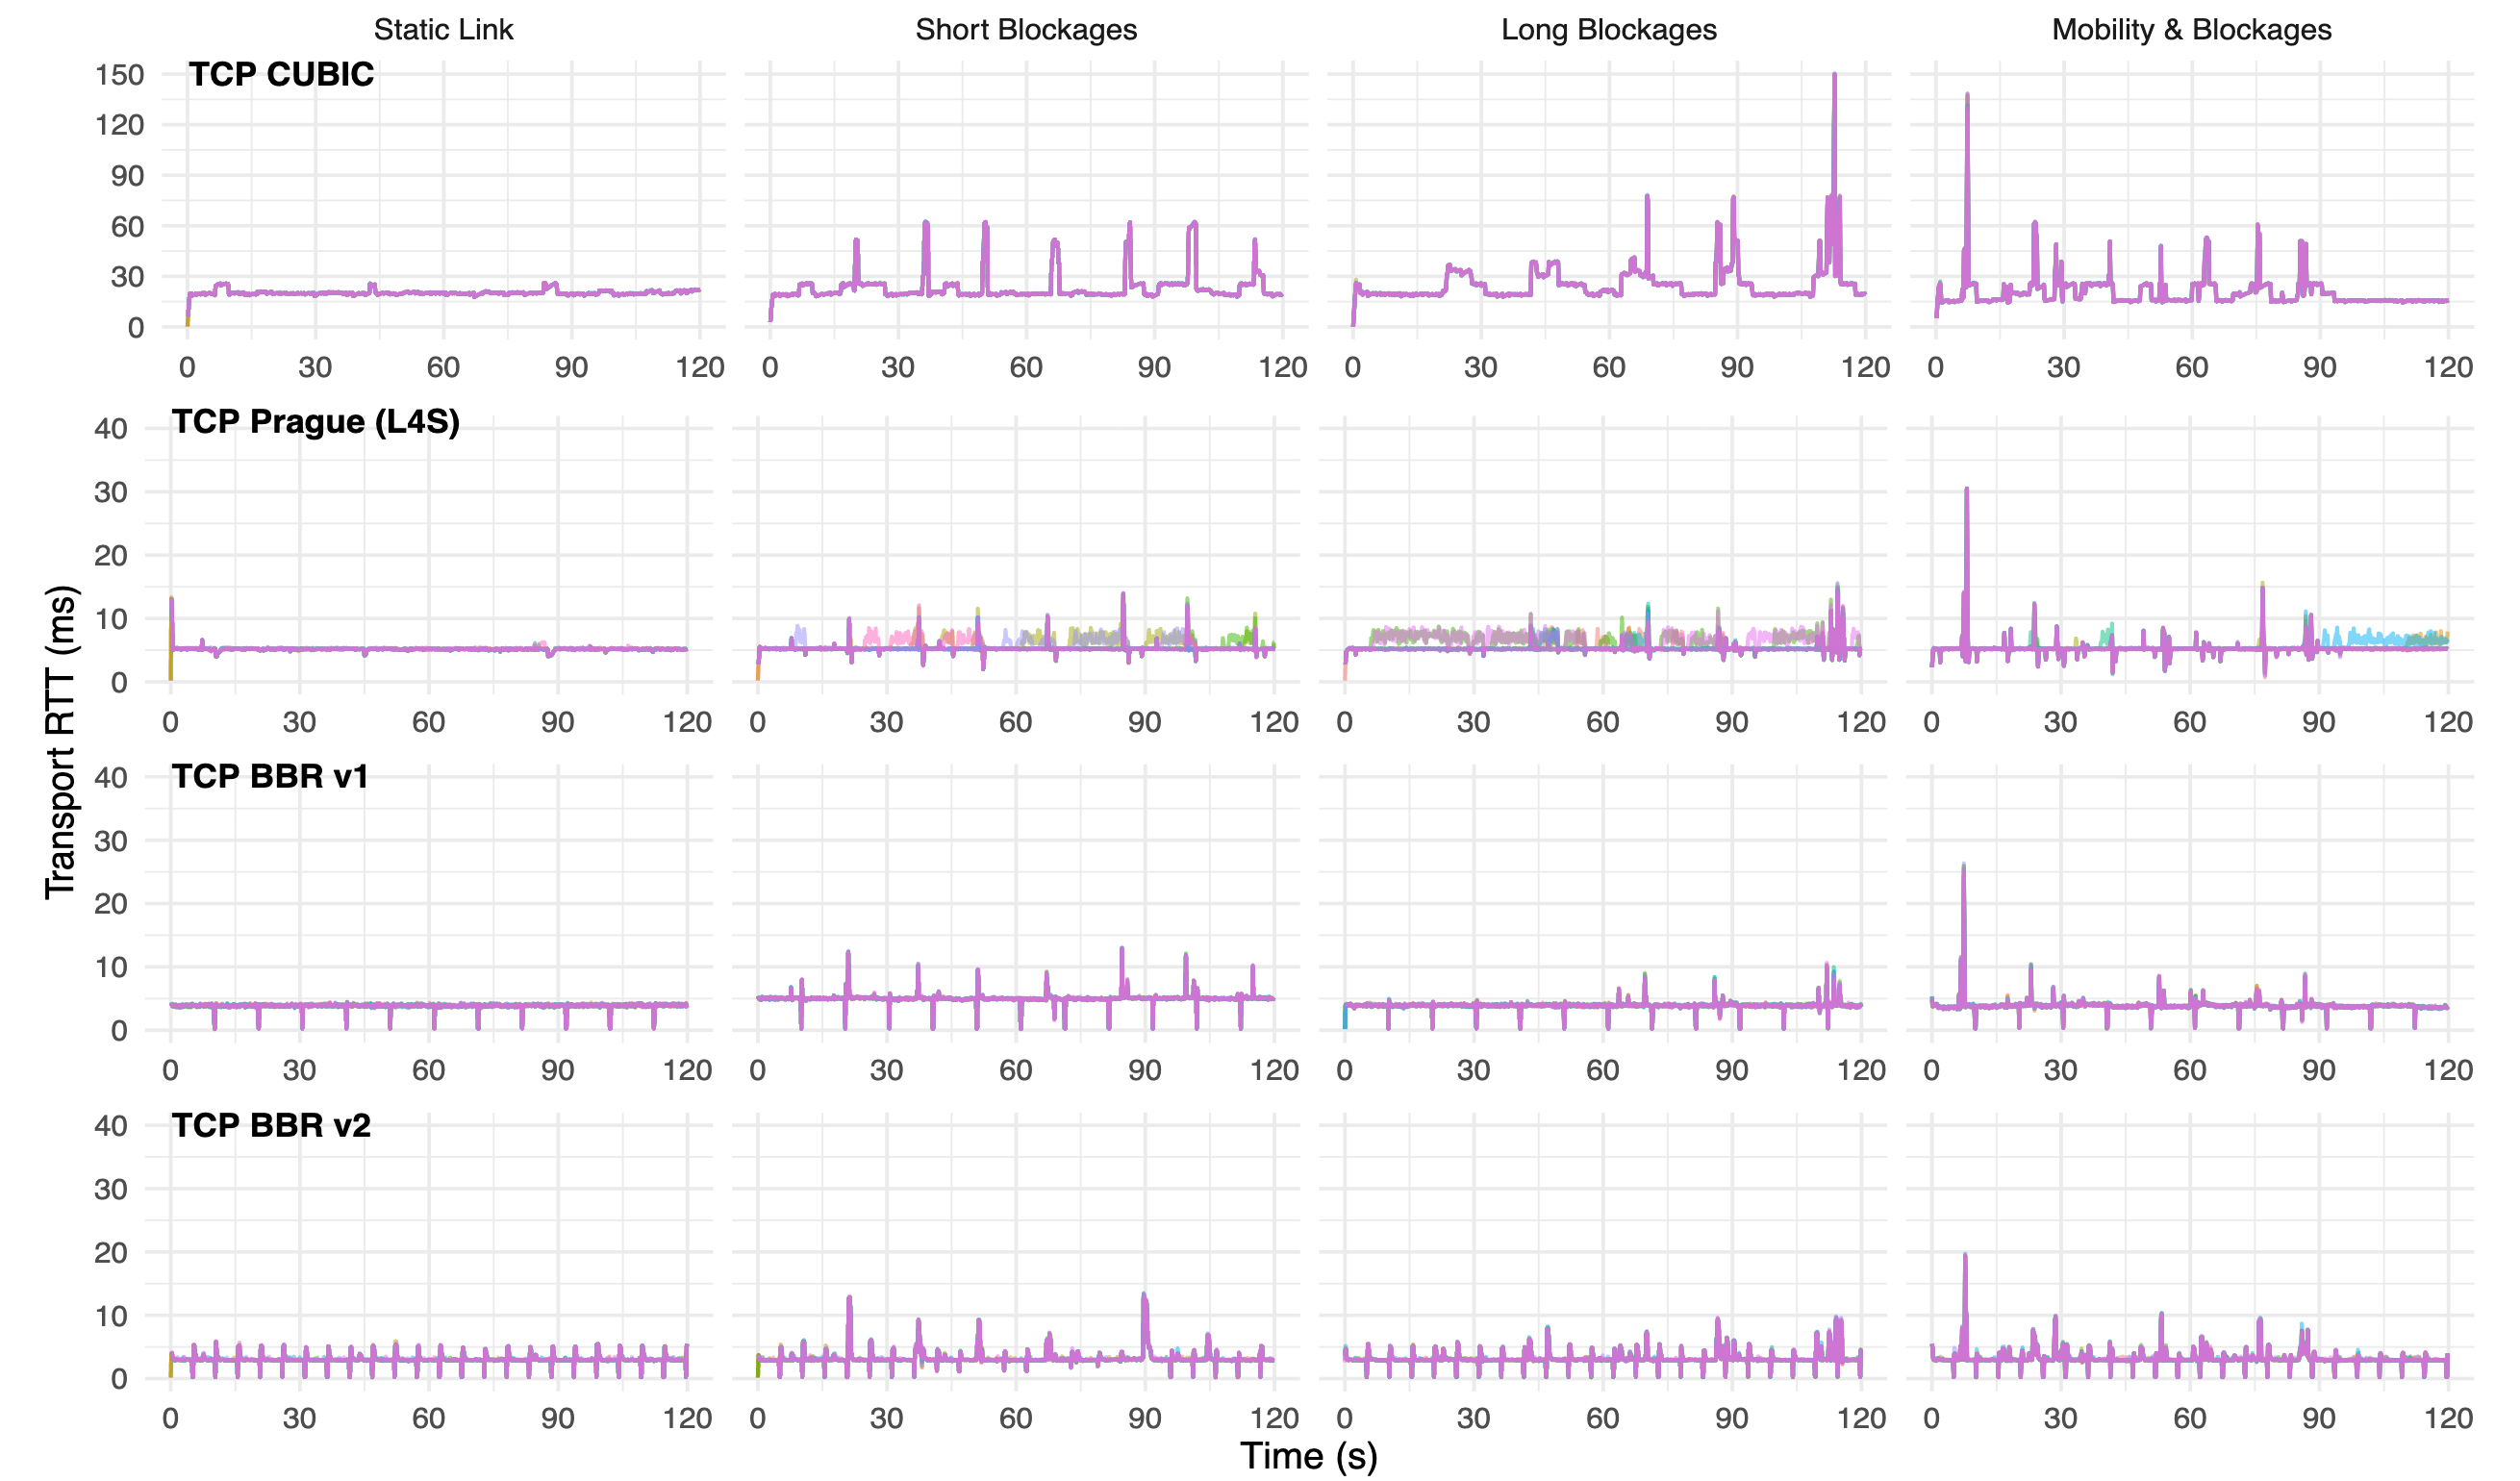 Static Link Short Blockages Long Blockages Mobility & Blockages
TCP CUBIC
150
120
90
60
30
0
0 30 60 90 120 0 30 60 90 120 0 30 60 90 120 0 30 60 90 120
TCP Prague (L4S)
40
30
20
10
0
0 30 60 90 120 0 30 60 90 120 0 30 60 90 120 0 30 60 90 120
Transport RTT (ms)
TCP BBR v1
40
30
20
10
0
0 30 60 90 120 0 30 60 90 120 0 30 60 90 120 0 30 60 90 120
TCP BBR v2
40
30
20
10
0
0 30 60 90 120 0 30 60 90 120 0 30 60 90 120 0 30 60 90 120
Time (s)